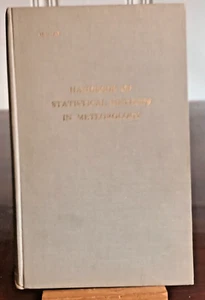 HANDBOOK OF
STATISTICAL METHODS
IN METEOROLOGY